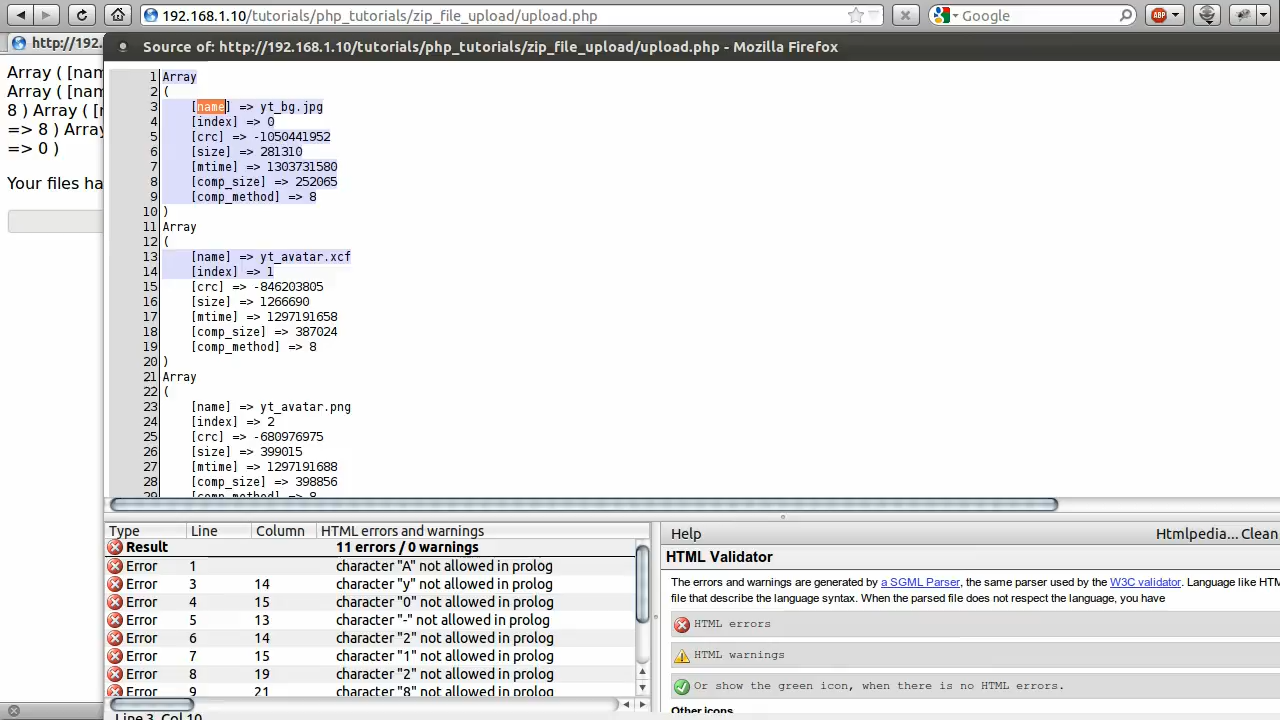 192.168.1.10/tutorials/php_tutorials/zip_file_upload/upload.php
Google
ABP
http://192.
Source of: http://192.168.1.10/tutorials/php_tutorials/zip_file_upload/upload.php - Mozilla Firefox
Array ( [nam
Array ( [nam
8 ) Array ( [n
=> 8 ) Array
=> 0 )
Your files ha
1 Array
2 (
3 [name] => yt_bg.jpg
4 [index] => 0
5 [crc] => -1050441952
6 [size] => 281310
7 [mtime] => 1303731580
8 [comp_size] => 252065
9 [comp_method] => 8
10 )
11 Array
12 (
13 [name] => yt_avatar.xcf
14 [index] => 1
15 [crc] => -846203805
16 [size] => 1266690
17 [mtime] => 1297191658
18 [comp_size] => 387024
19 [comp_method] => 8
20 )
21 Array
22 (
23 [name] => yt_avatar.png
24 [index] => 2
25 [crc] => -680976975
26 [size] => 399015
27 [mtime] => 1297191688
28 [comp_size] => 398856
29 [comp_method] => 8
Type Line Column HTML errors and warnings
Result 11 errors / 0 warnings
Error 1 character "A" not allowed in prolog
Error 3 14 character "y" not allowed in prolog
Error 4 15 character "0" not allowed in prolog
Error 5 13 character "-" not allowed in prolog
Error 6 14 character "2" not allowed in prolog
Error 7 15 character "1" not allowed in prolog
Error 8 19 character "2" not allowed in prolog
Error 9 21 character "8" not allowed in prolog
Line 3, Col 10
Help Htmlpedia... Clean
HTML Validator
The errors and warnings are generated by a SGML Parser, the same parser used by the W3C validator. Language like HT
file that describe the language syntax. When the parsed file does not respect the language, you have
HTML errors
HTML warnings
Or show the green icon, when there is no HTML errors.
Other icons